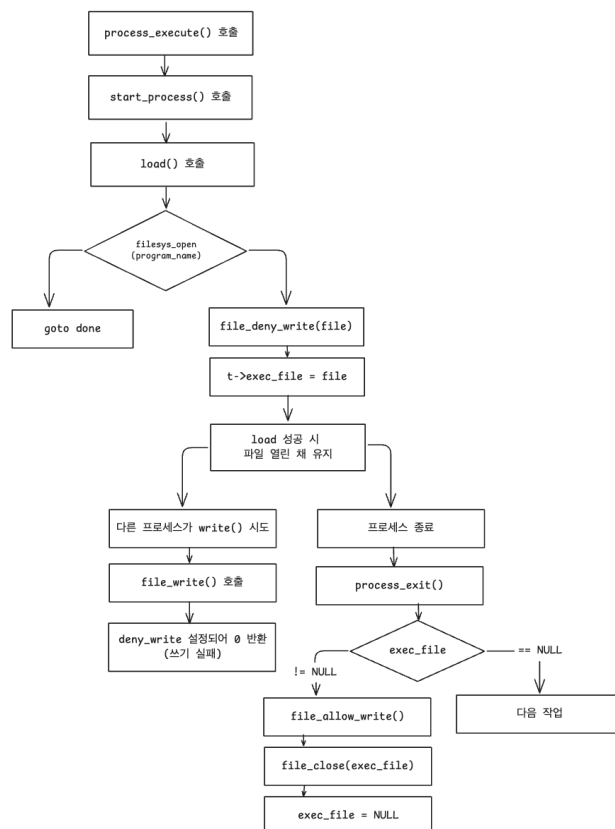 process_execute() 호출
start_process() 호출
load() 호출
filesys_open
(program_name)
goto done
file_deny_write(file)
t->exec_file = file
load 성공 시
파일 열린 채 유지
다른 프로세스가 write() 시도
프로세스 종료
file_write() 호출
process_exit()
deny_write 설정되어 0 반환
(쓰기 실패)
exec_file
== NULL
!= NULL
file_allow_write()
다음 작업
file_close(exec_file)
exec_file = NULL